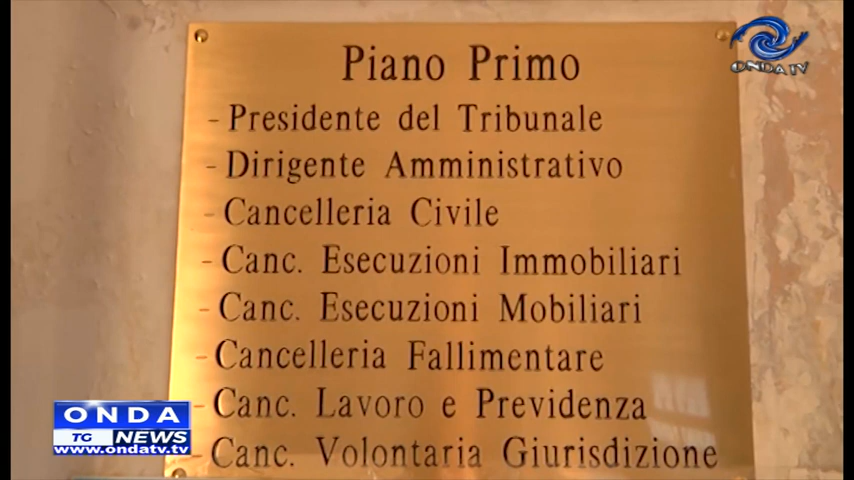 Piano Primo
- Presidente del Tribunale
- Dirigente Amministrativo
- Cancelleria Civile
- Canc. Esecuzioni Immobiliari
- Canc. Esecuzioni Mobiliari
- Cancelleria Fallimentare
- Canc. Lavoro e Previdenza
- Canc. Volontaria Giurisdizione
ONDA TV
ONDA
TG NEWS
www.ondatv.tv